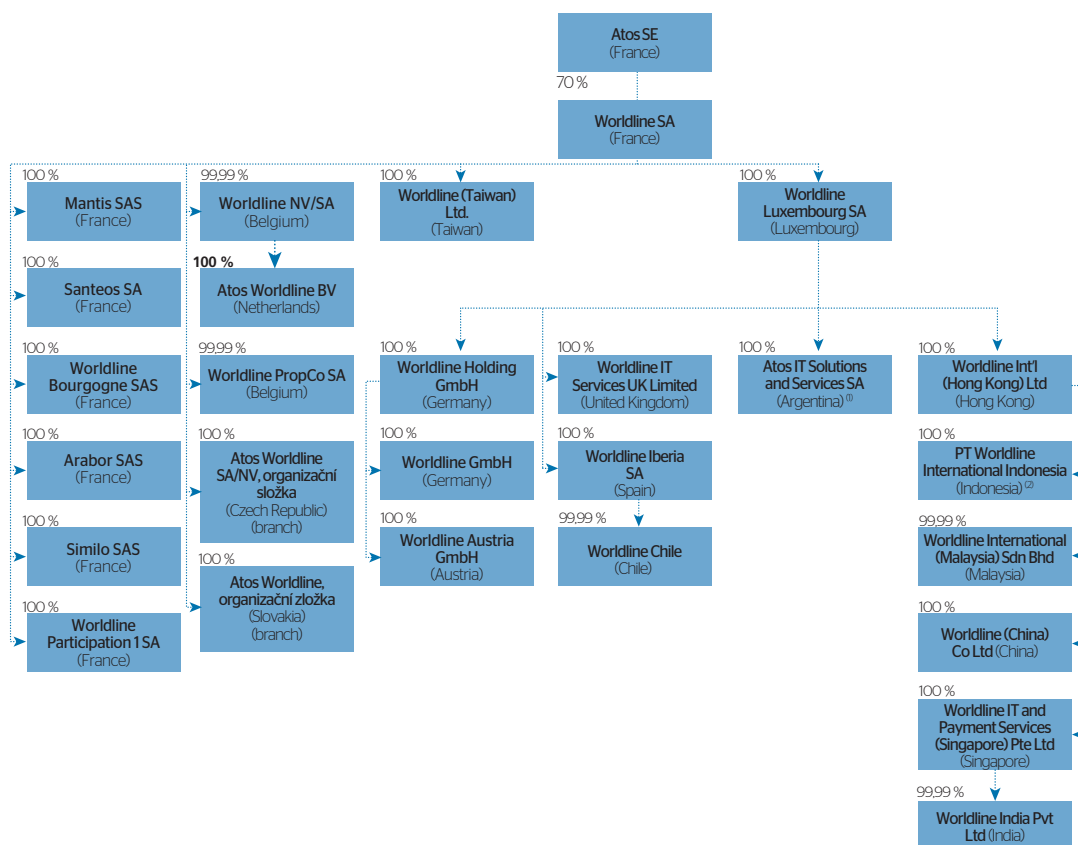 Atos SE
(France)
70 %
Worldline SA
(France)
100 %
Mantis SAS
(France)
100 %
Santeos SA
(France)
100 %
Worldline
Bourgogne SAS
(France)
100 %
Arabor SAS
(France)
100 %
Similo SAS
(France)
100 %
Worldline
Participation 1 SA
(France)
99,99 %
Worldline NV/SA
(Belgium)
100 %
Atos Worldline BV
(Netherlands)
99,99 %
Worldline PropCo SA
(Belgium)
100 %
Atos Worldline
SA/NV, organizační
složka
(Czech Republic)
(branch)
100 %
Atos Worldline,
organizační zložka
(Slovakia)
(branch)
100 %
Worldline (Taiwan)
Ltd.
(Taiwan)
100 %
Worldline
Luxembourg SA
(Luxembourg)
100 %
Worldline Holding
GmbH
(Germany)
100 %
Worldline GmbH
(Germany)
100 %
Worldline Austria
GmbH
(Austria)
100 %
Worldline IT
Services UK Limited
(United Kingdom)
100 %
Worldline Iberia
SA
(Spain)
99,99 %
Worldline Chile
(Chile)
100 %
Atos IT Solutions
and Services SA
(Argentina) (1)
100 %
Worldline Int'l
(Hong Kong) Ltd
(Hong Kong)
100 %
PT Worldline
International Indonesia
(Indonesia) (2)
99,99 %
Worldline International
(Malaysia) Sdn Bhd
(Malaysia)
100 %
Worldline (China)
Co Ltd (China)
100 %
Worldline IT and
Payment Services
(Singapore) Pte Ltd
(Singapore)
99,99 %
Worldline India Pvt
Ltd (India)